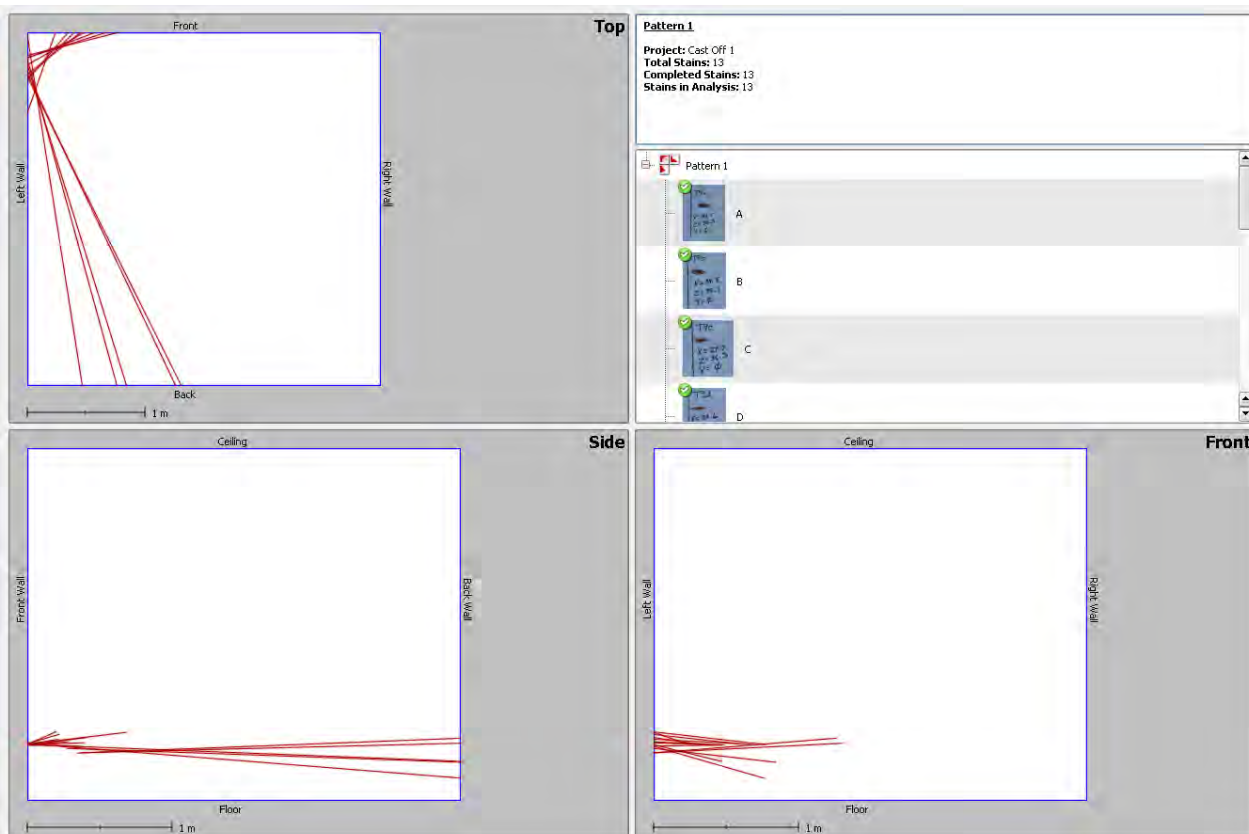 Front
Top
Left Wall
Right Wall
Back
1 m
Pattern 1
Project: Cast Off 1
Total Stains: 13
Completed Stains: 13
Stains in Analysis: 13
Pattern 1
A
B
C
D
Ceiling
Side
Front Wall
Back Wall
Floor
1 m
Ceiling
Front
Left Wall
Right Wall
Floor
1 m